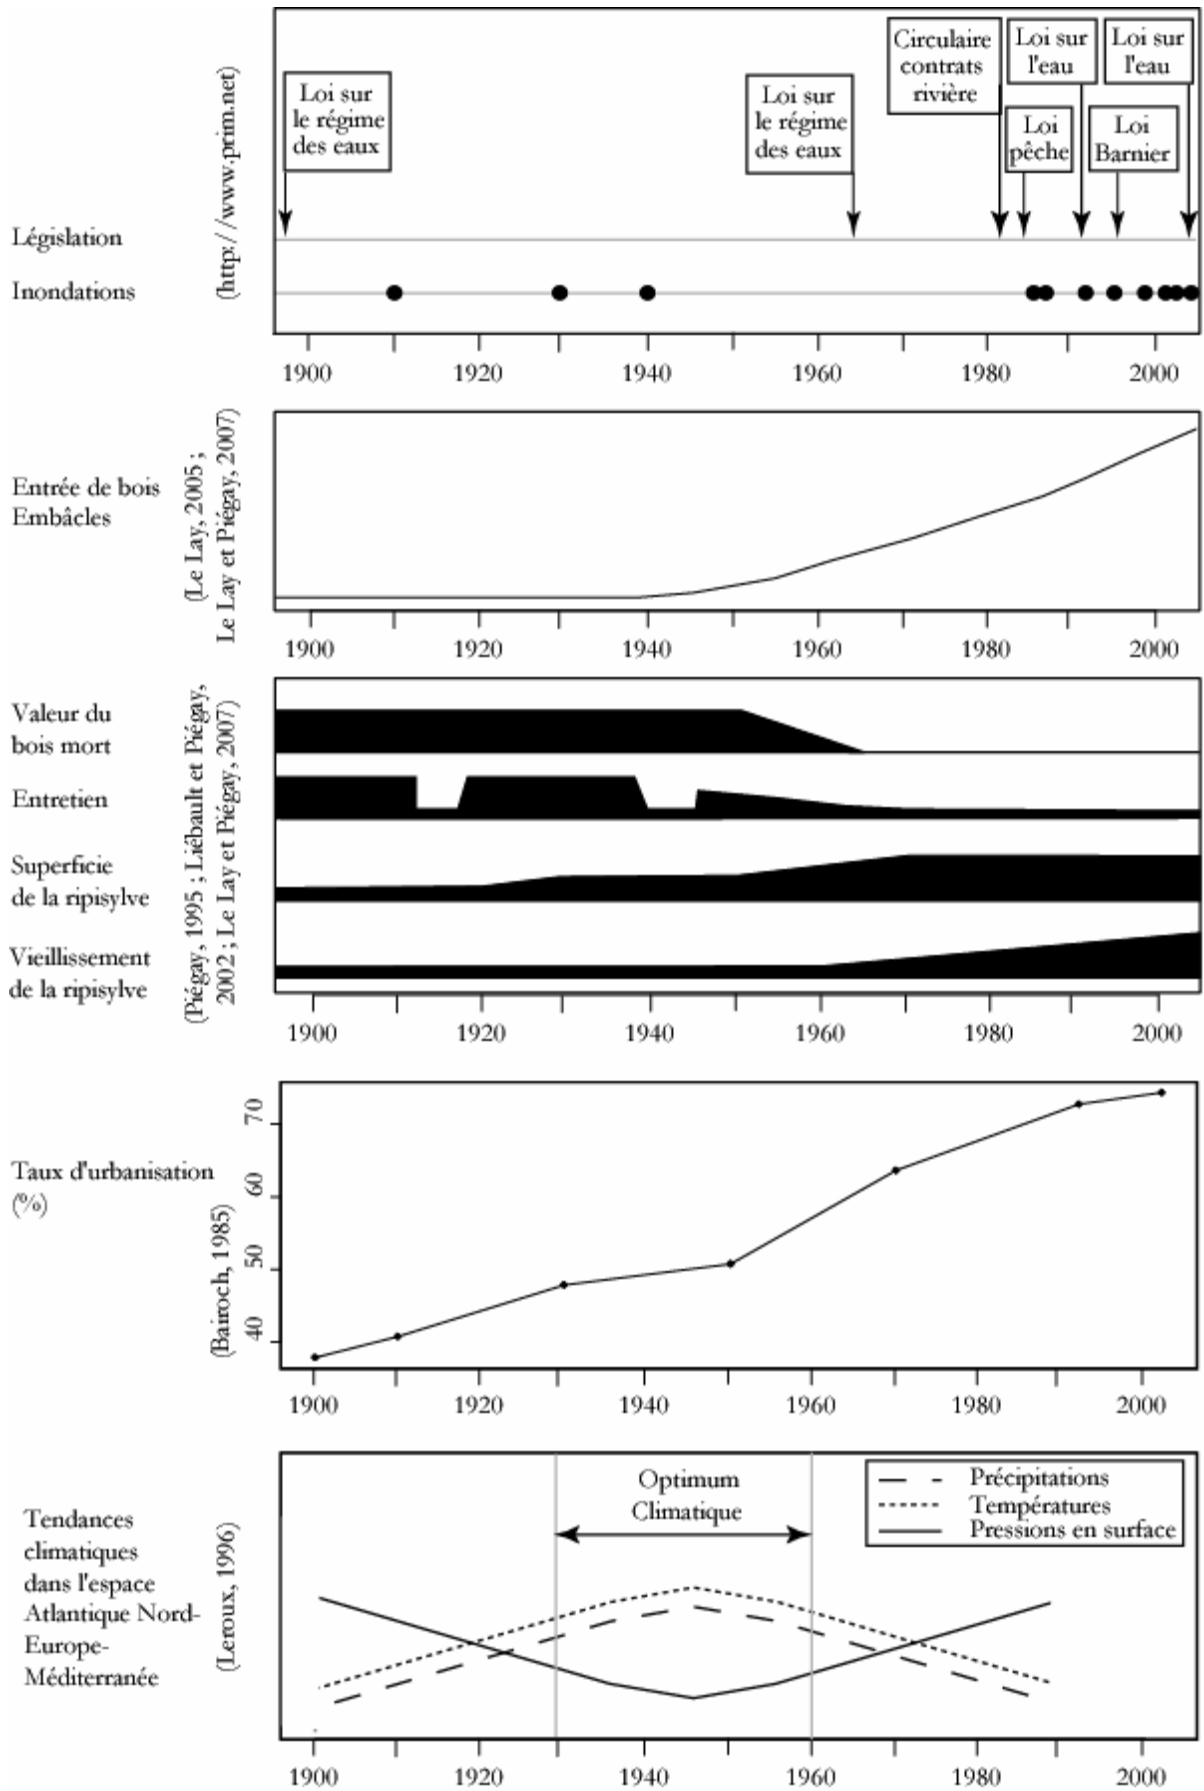 Circulaire
contrats
rivière
Loi sur
l'eau
Loi sur
l'eau
Loi sur
le régime
des eaux
Loi sur
le régime
des eaux
Loi
pêche
Loi
Barnier
(http://www.prim.net)
Législation
Inondations
1900 1920 1940 1960 1980 2000
Entrée de bois
Embâcles
(Le Lay, 2005 ;
Le Lay et Piégay, 2007)
1900 1920 1940 1960 1980 2000
Valeur du
bois mort
Entretien
Superficie
de la ripisylve
Vieillissement
de la ripisylve
(Piégay, 1995 ; Liébault et Piégay,
2002 ; Le Lay et Piégay, 2007)
1900 1920 1940 1960 1980 2000
Taux d'urbanisation
(%)
(Bairoch, 1985)
70
60
50
40
1900 1920 1940 1960 1980 2000
Optimum
Climatique
Précipitations
Températures
Pressions en surface
Tendances
climatiques
dans l'espace
Atlantique Nord-
Europe-
Méditerranée
(Leroux, 1996)
1900 1920 1940 1960 1980 2000